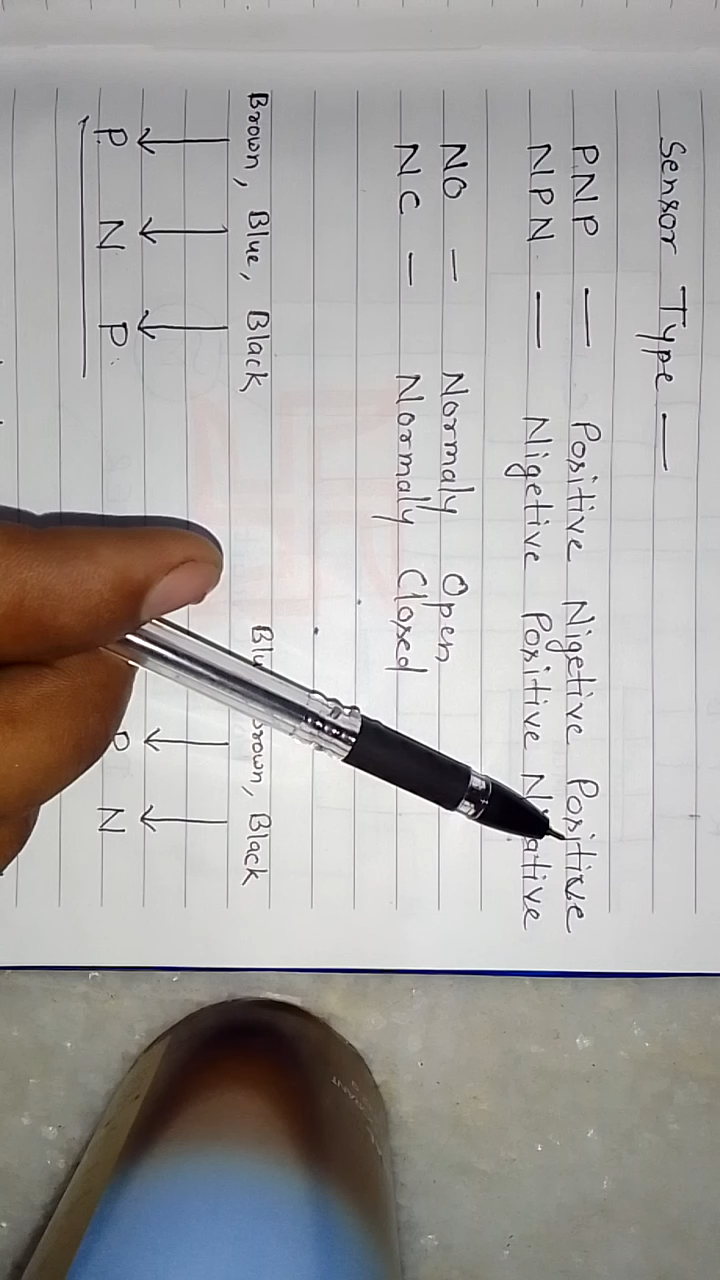 Sensor Type —
PNP — Positive Nigetive Positive
NPN — Nigetive Positive
NO — Normaly Open
NC — Normaly Closed
Brown, Blue, Black
P N P
Brown, Black
P N